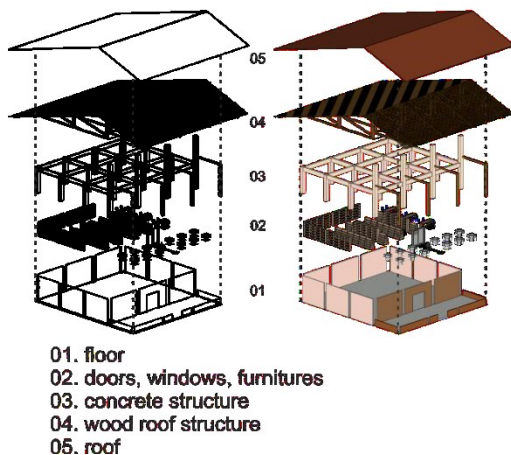 05
04
03
02
01
01. floor
02. doors, windows, furnitures
03. concrete structure
04. wood roof structure
05. roof